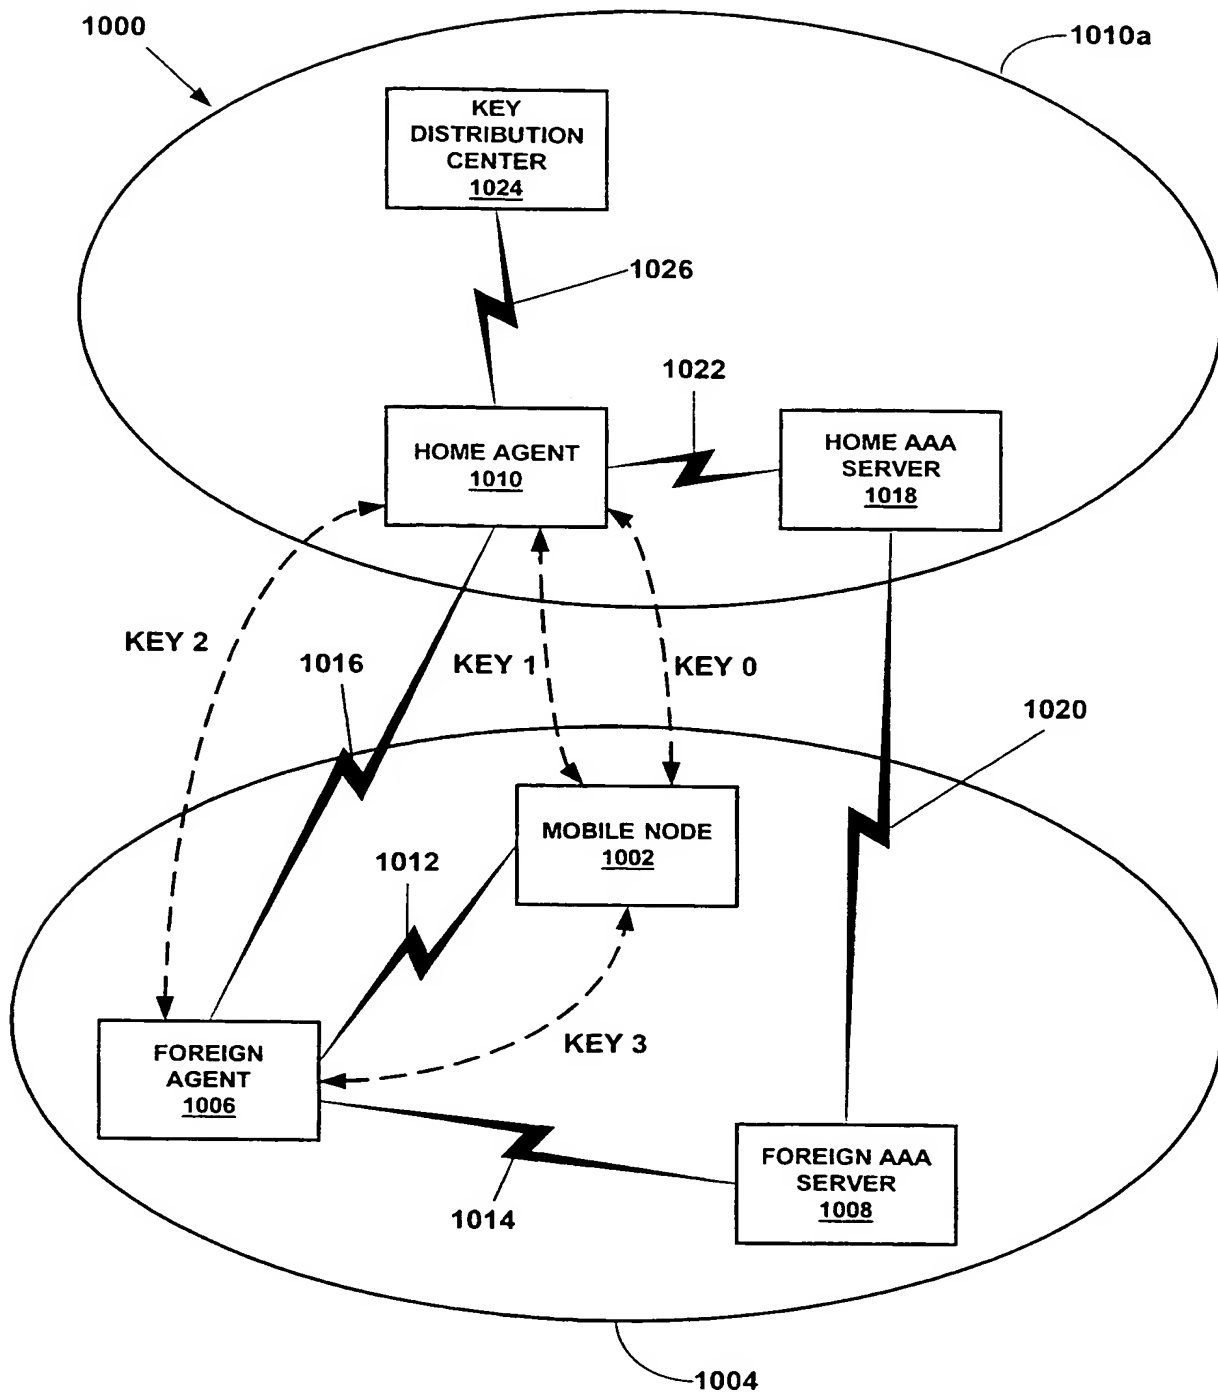 1000
1010a
KEY
DISTRIBUTION
CENTER
1024
1026
1022
HOME AGENT
1010
HOME AAA
SERVER
1018
KEY 2
1016
KEY 1
KEY 0
1020
MOBILE NODE
1002
1012
FOREIGN
AGENT
1006
KEY 3
FOREIGN AAA
SERVER
1008
1014
1004